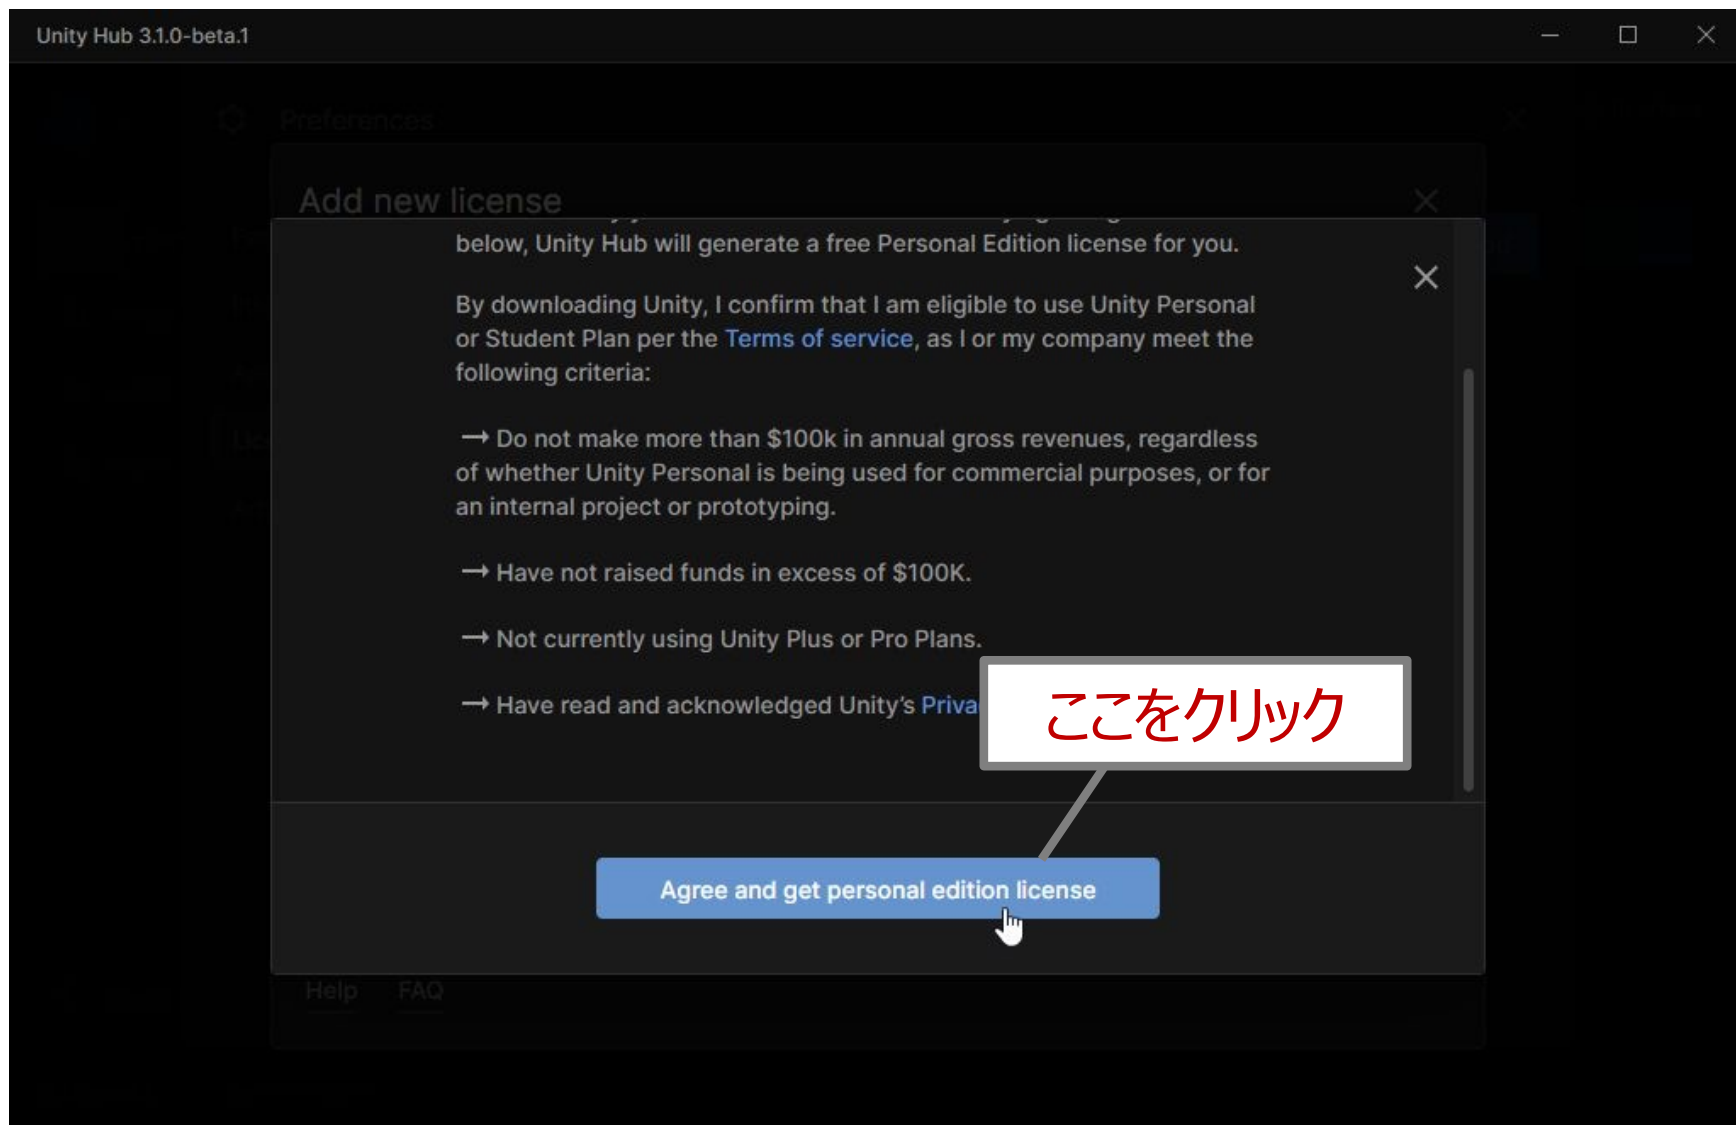 Unity Hub 3.1.0-beta.1
Preferences
Add new license
below, Unity Hub will generate a free Personal Edition license for you.
By downloading Unity, I confirm that I am eligible to use Unity Personal
or Student Plan per the Terms of service, as I or my company meet the
following criteria:
→ Do not make more than $100k in annual gross revenues, regardless
of whether Unity Personal is being used for commercial purposes, or for
an internal project or prototyping.
→ Have not raised funds in excess of $100K.
→ Not currently using Unity Plus or Pro Plans.
→ Have read and acknowledged Unity's Priva
ここをクリック
Agree and get personal edition license
Help FAQ